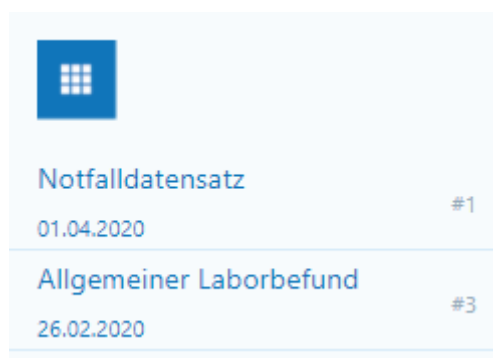 Notfalldatensatz
#1
01.04.2020
Allgemeiner Laborbefund
#3
26.02.2020